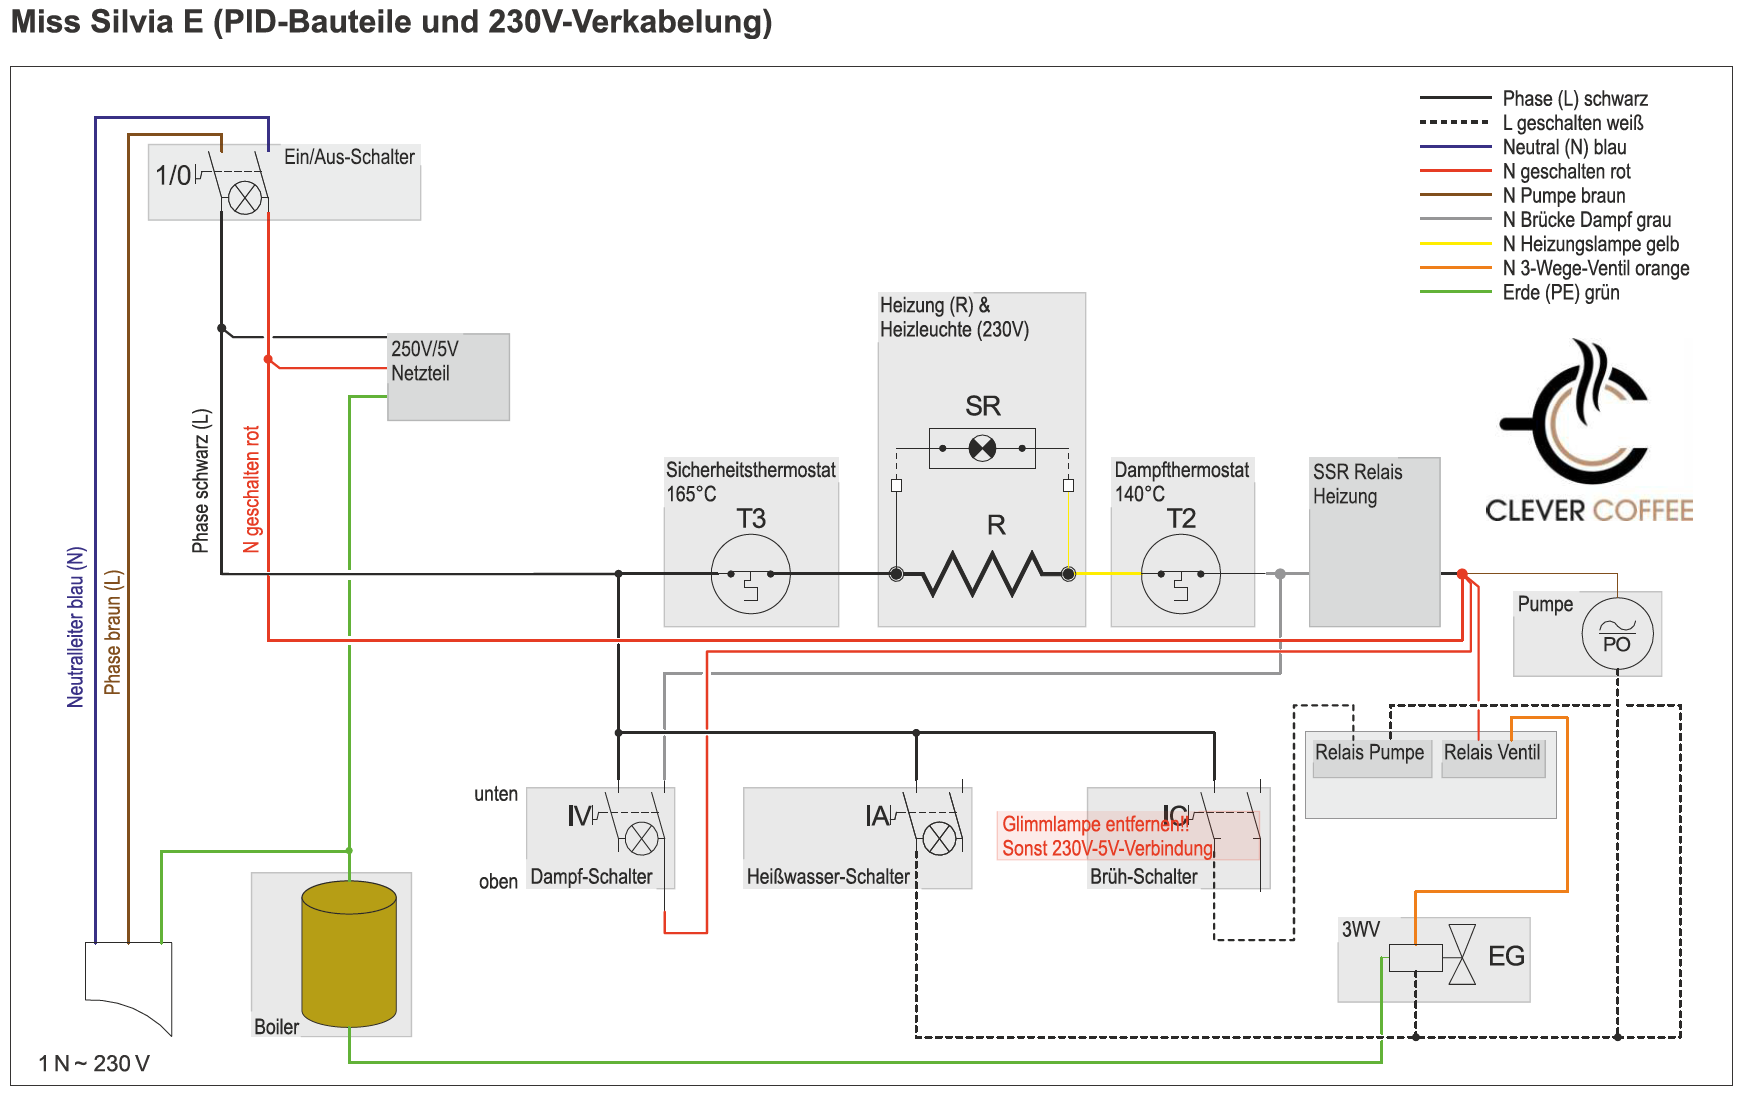 Miss Silvia E (PID-Bauteile und 230V-Verkabelung)
Phase (L) schwarz
L geschalten weiß
Neutral (N) blau
N geschalten rot
N Pumpe braun
N Brücke Dampf grau
N Heizungslampe gelb
N 3-Wege-Ventil orange
Erde (PE) grün
CLEVER COFFEE
Ein/Aus-Schalter
1/0
250V/5V
Netzteil
Phase schwarz (L)
N geschalten rot
Neutralleiter blau (N)
Phase braun (L)
Heizung (R) &
Heizleuchte (230V)
SR
R
Sicherheitsthermostat
165°C
T3
Dampfthermostat
140°C
T2
SSR Relais
Heizung
Pumpe
PO
Relais Pumpe
Relais Ventil
unten
oben
IV
Dampf-Schalter
IA
Heißwasser-Schalter
IC
Glimmlampe entfernen!!
Sonst 230V-5V-Verbindung
Brüh-Schalter
3WV
EG
Boiler
1 N ~ 230 V